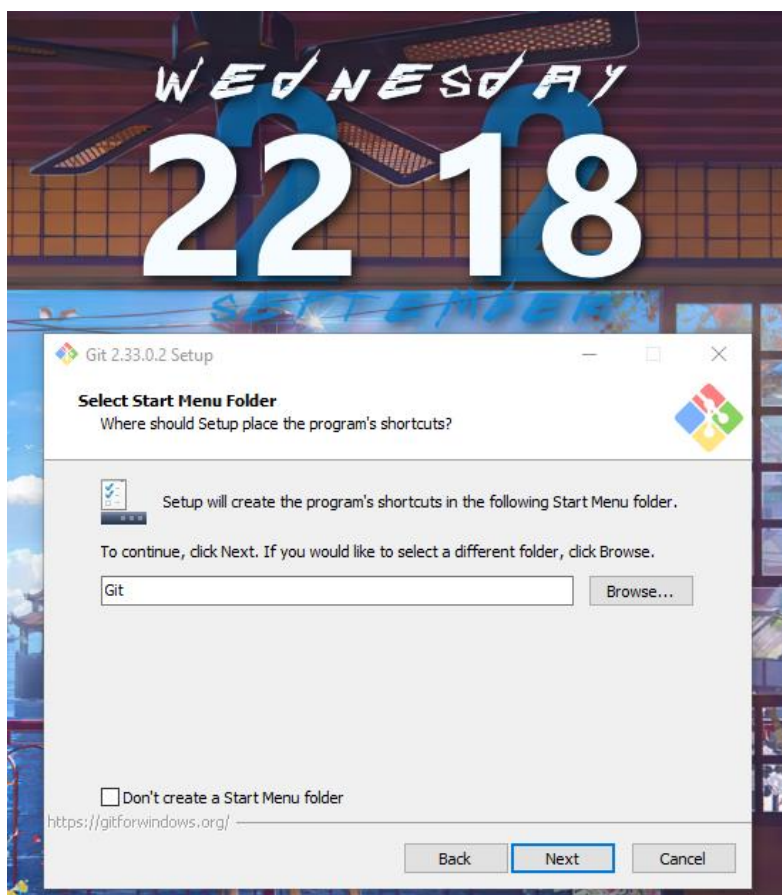 WEDNESDAY
22
22 18
SEPTEMBER
Git 2.33.0.2 Setup
Select Start Menu Folder
Where should Setup place the program's shortcuts?
Setup will create the program's shortcuts in the following Start Menu folder.
To continue, click Next. If you would like to select a different folder, click Browse.
Git Browse...
Don't create a Start Menu folder
https://gitforwindows.org/
Back Next Cancel